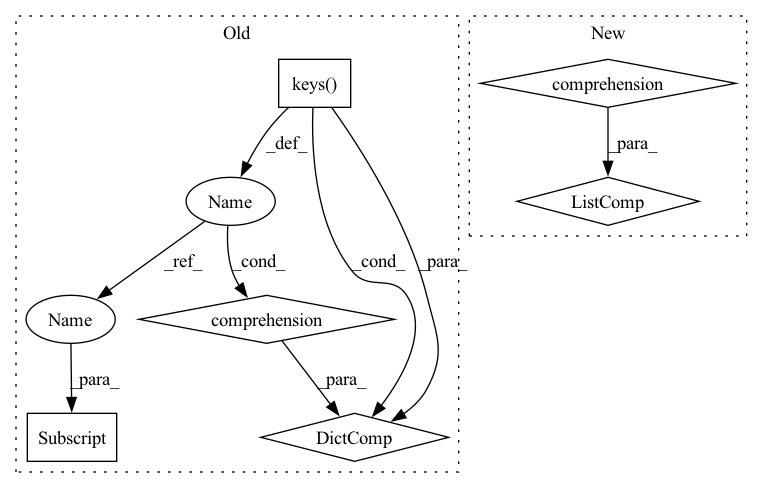 Old
New
keys()
comprehension
_def_
_para_
Name
ListComp
_ref_
_cond_
_cond_
_para_
Name
comprehension
_para_
_para_
Subscript
DictComp